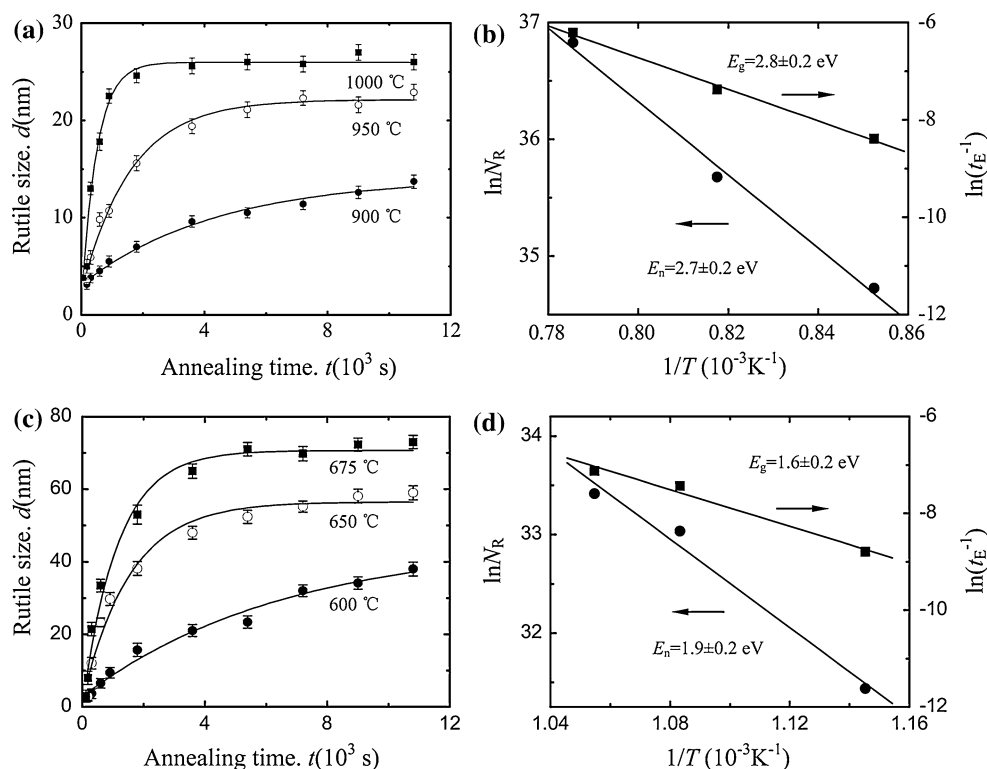 (a)
30
20
10
0
Rutile size. d(nm)
1000 ℃
950 ℃
900 ℃
0 4 8 12
Annealing time. t(10³ s)
(b)
37
36
35
lnN_R
-6
-8
-10
-12
ln(t_E⁻¹)
E_g=2.8±0.2 eV
E_n=2.7±0.2 eV
0.78 0.80 0.82 0.84 0.86
1/T (10⁻³K⁻¹)
(c)
80
60
40
20
0
Rutile size. d(nm)
675 ℃
650 ℃
600 ℃
0 4 8 12
Annealing time. t(10³ s)
(d)
34
33
32
lnN_R
-6
-8
-10
-12
ln(t_E⁻¹)
E_g=1.6±0.2 eV
E_n=1.9±0.2 eV
1.04 1.08 1.12 1.16
1/T (10⁻³K⁻¹)